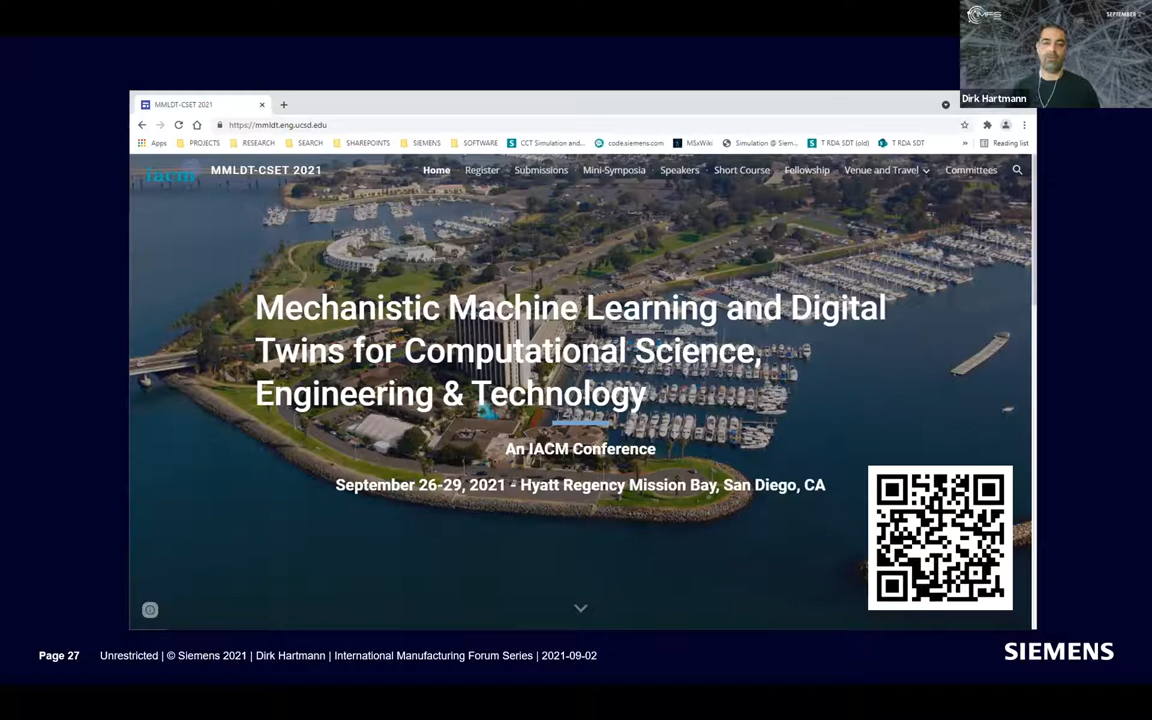 IMFS
SEPTEMBER
Dirk Hartmann
MMLDT-CSET 2021
https://mmldt.eng.ucsd.edu
Apps PROJECTS RESEARCH SEARCH SHAREPOINTS SIEMENS SOFTWARE CCT Simulation and... code.siemens.com MSxWiki Simulation @ Siem... T RDA SDT (old) T RDA SDT » Reading list
iacm MMLDT-CSET 2021 Home Register Submissions Mini-Symposia Speakers Short Course Fellowship Venue and Travel Committees
Mechanistic Machine Learning and Digital
Twins for Computational Science,
Engineering & Technology
An IACM Conference
September 26-29, 2021 - Hyatt Regency Mission Bay, San Diego, CA
Page 27 Unrestricted | © Siemens 2021 | Dirk Hartmann | International Manufacturing Forum Series | 2021-09-02
SIEMENS